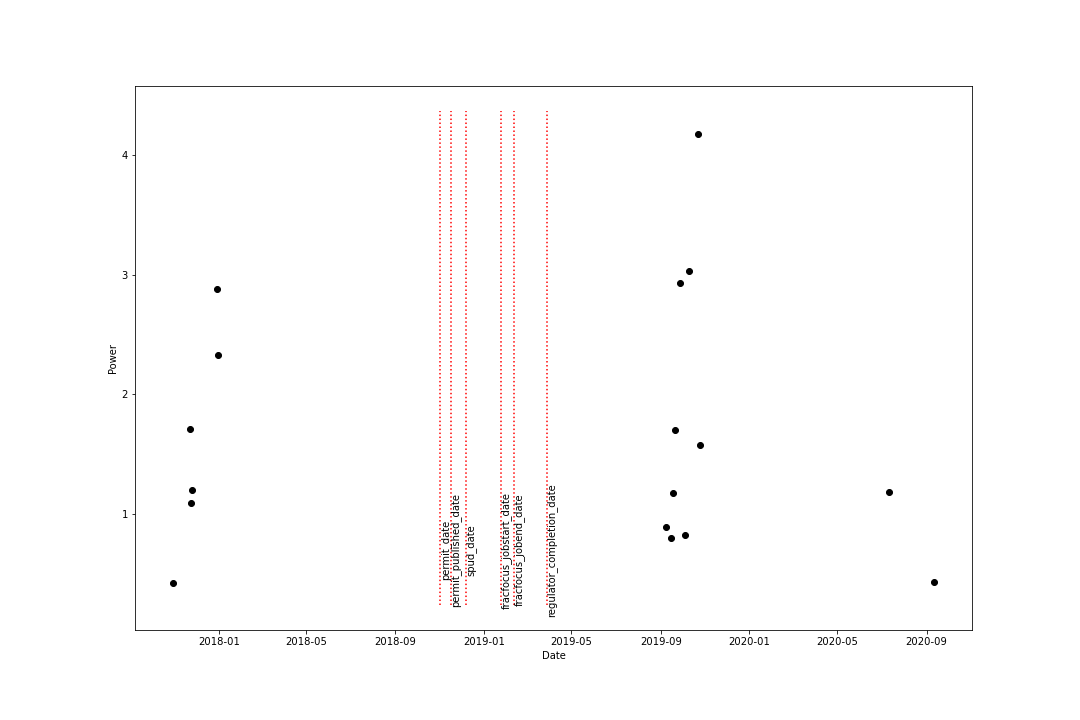 4
3
2
1
Power
permit_date
permit_published_date
spud_date
fracfocus_jobstart_date
fracfocus_jobend_date
regulator_completion_date
2018-01
2018-05
2018-09
2019-01
2019-05
2019-09
2020-01
2020-05
2020-09
Date